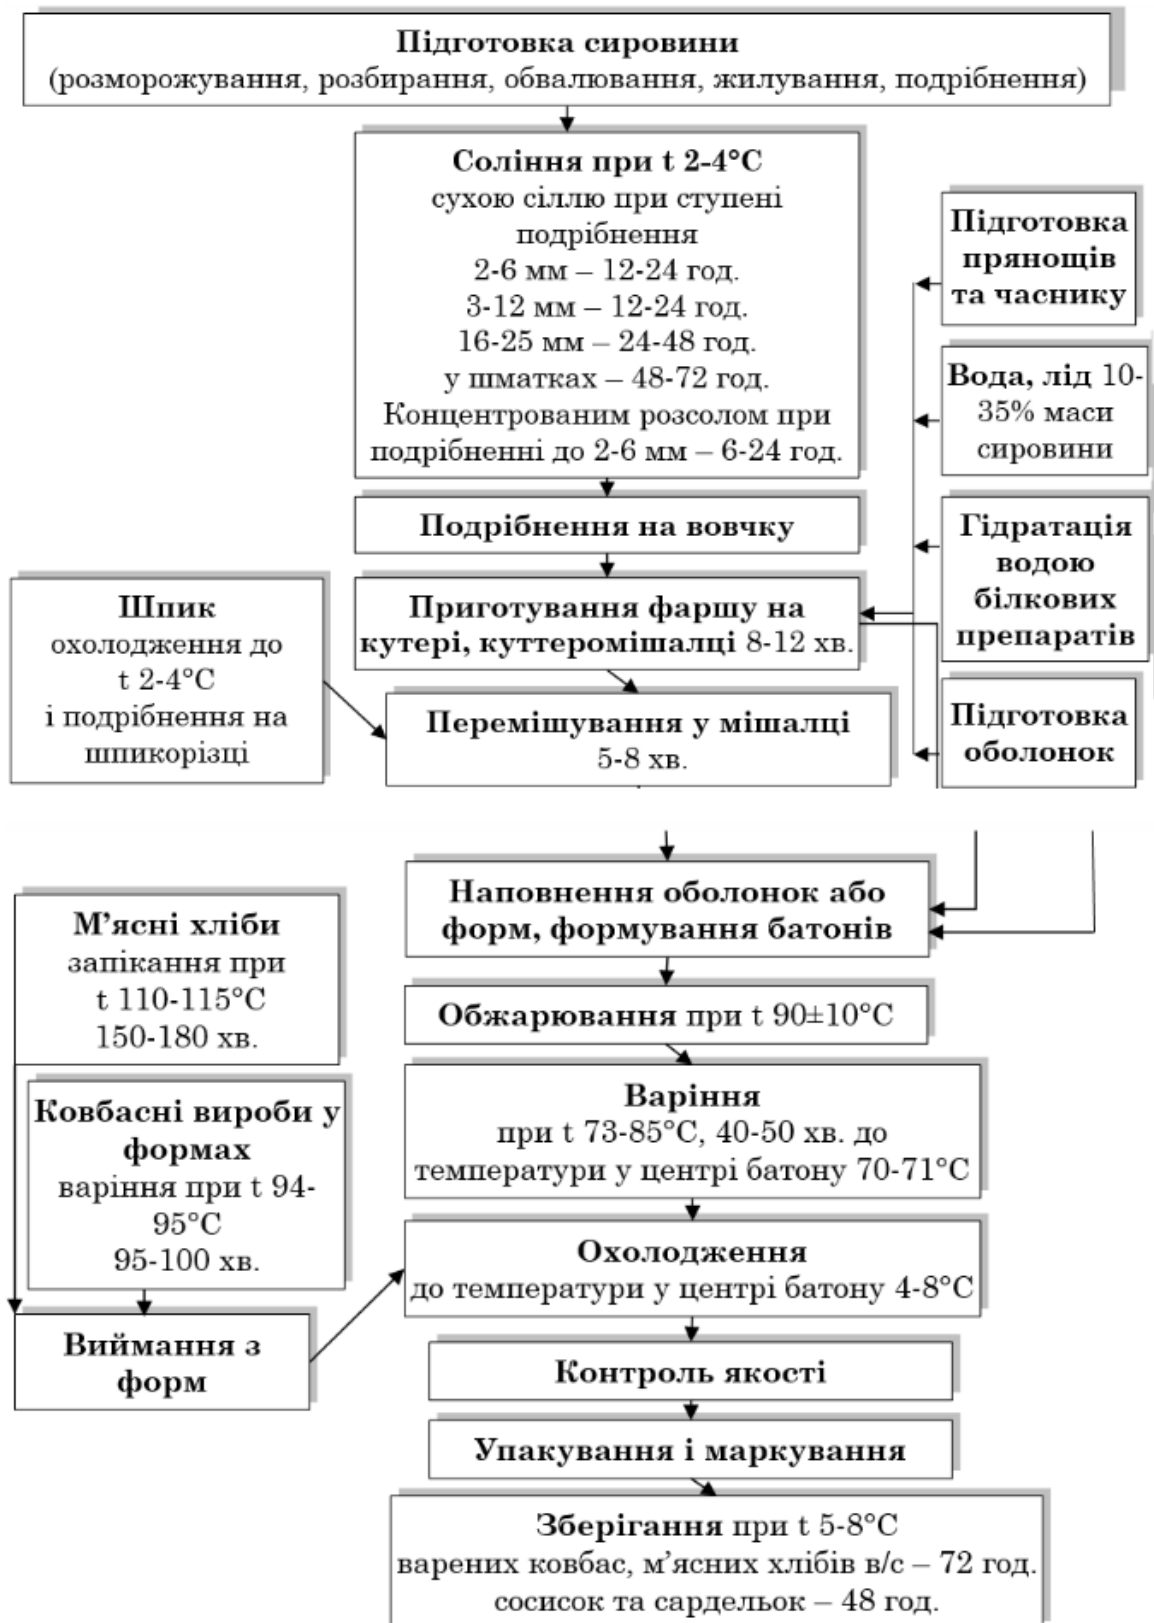 Підготовка сировини
(розморожування, розбирання, обвалювання, жилування, подрібнення)
Соління при t 2-4°С
сухою сіллю при ступені
подрібнення
2-6 мм – 12-24 год.
3-12 мм – 12-24 год.
16-25 мм – 24-48 год.
у шматках – 48-72 год.
Концентрованим розсолом при
подрібненні до 2-6 мм – 6-24 год.
Підготовка
прянощів
та часнику
Вода, лід 10-
35% маси
сировини
Подрібнення на вовчку
Гідратація
водою
білкових
препаратів
Шпик
охолодження до
t 2-4°С
і подрібнення на
шпикорізці
Приготування фаршу на
кутері, куттеромішалці 8-12 хв.
Перемішування у мішалці
5-8 хв.
Підготовка
оболонок
Наповнення оболонок або
форм, формування батонів
М’ясні хліби
запікання при
t 110-115°С
150-180 хв.
Обжарювання при t 90±10°С
Ковбасні вироби у
формах
варіння при t 94-
95°С
95-100 хв.
Варіння
при t 73-85°С, 40-50 хв. до
температури у центрі батону 70-71°С
Охолодження
до температури у центрі батону 4-8°С
Виймання з
форм
Контроль якості
Упакування і маркування
Зберігання при t 5-8°С
варених ковбас, м’ясних хлібів в/с – 72 год.
сосисок та сардельок – 48 год.